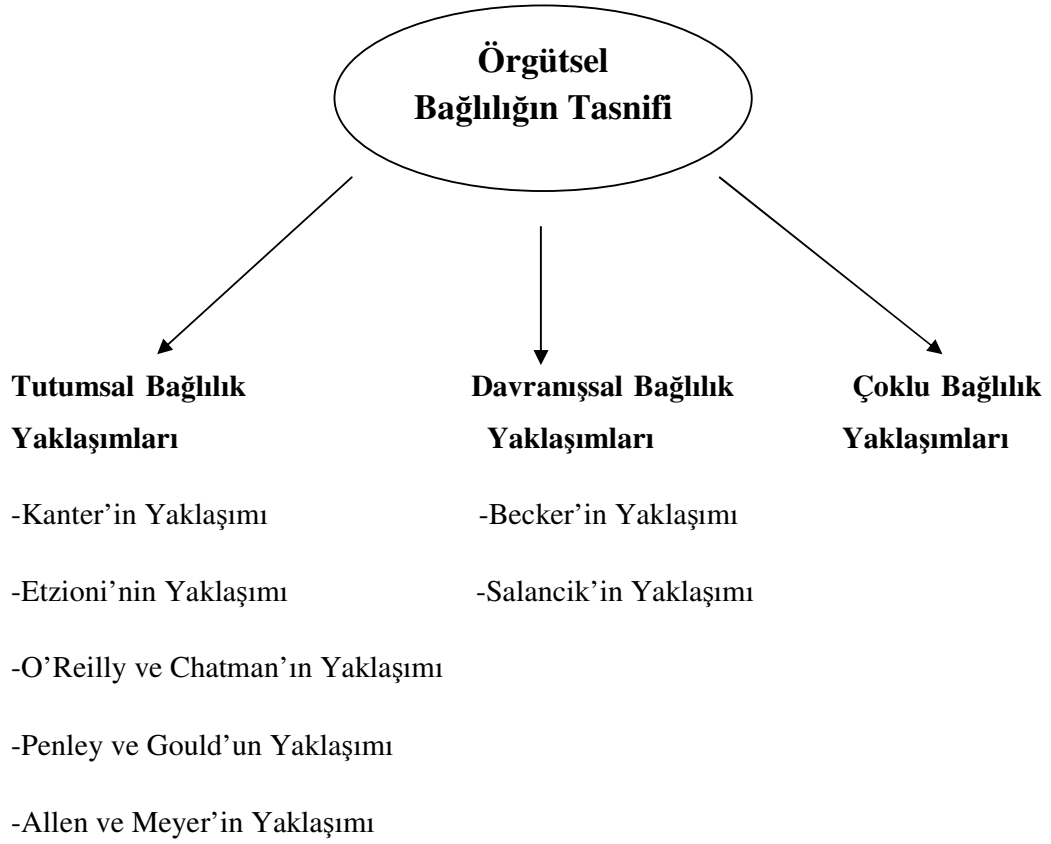 Örgütsel
Bağlılığın Tasnifi
Tutumsal Bağlılık
Yaklaşımları
Davranışsal Bağlılık
Yaklaşımları
Çoklu Bağlılık
Yaklaşımları
-Kanter’in Yaklaşımı
-Etzioni’nin Yaklaşımı
-O’Reilly ve Chatman’ın Yaklaşımı
-Penley ve Gould’un Yaklaşımı
-Allen ve Meyer’in Yaklaşımı
-Becker’in Yaklaşımı
-Salancik’in Yaklaşımı